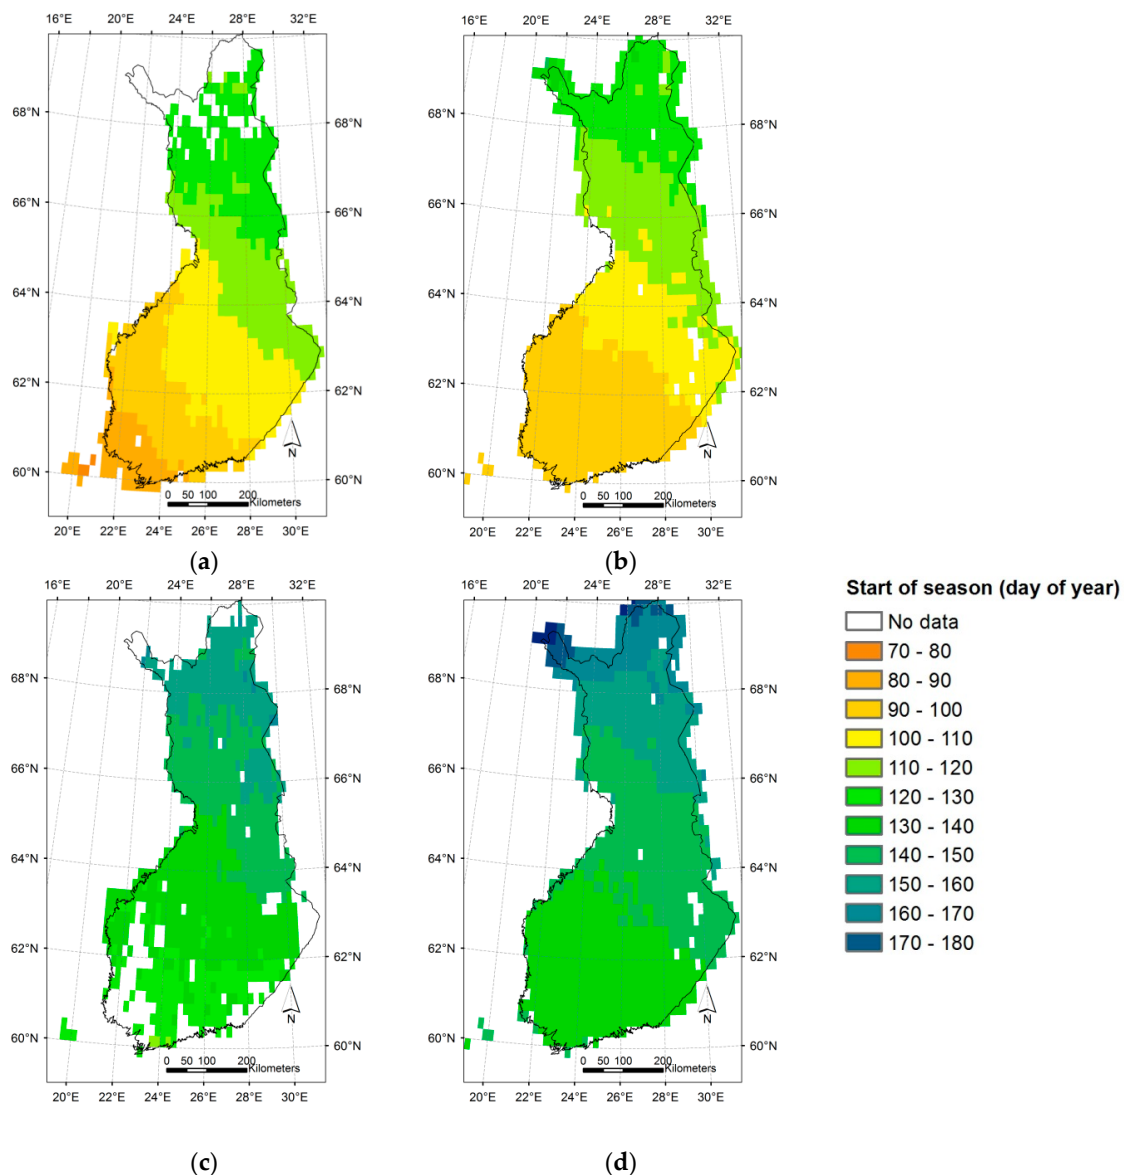 16°E 20°E 24°E 28°E 32°E
16°E 20°E 24°E 28°E 32°E
68°N 68°N
68°N 68°N
66°N 66°N
66°N 66°N
64°N 64°N
64°N 64°N
62°N 62°N
62°N 62°N
60°N 60°N
60°N 60°N
N
N
0 50 100 200
Kilometers
0 50 100 200
Kilometers
20°E 22°E 24°E 26°E 28°E 30°E
20°E 22°E 24°E 26°E 28°E 30°E
(a)
(b)
16°E 20°E 24°E 28°E 32°E
16°E 20°E 24°E 28°E 32°E
68°N 68°N
68°N 68°N
66°N 66°N
66°N 66°N
64°N 64°N
64°N 64°N
62°N 62°N
62°N 62°N
60°N 60°N
60°N 60°N
N
N
0 50 100 200
Kilometers
0 50 100 200
Kilometers
20°E 22°E 24°E 26°E 28°E 30°E
20°E 22°E 24°E 26°E 28°E 30°E
(c)
(d)
Start of season (day of year)
No data
70 - 80
80 - 90
90 - 100
100 - 110
110 - 120
120 - 130
130 - 140
140 - 150
150 - 160
160 - 170
170 - 180